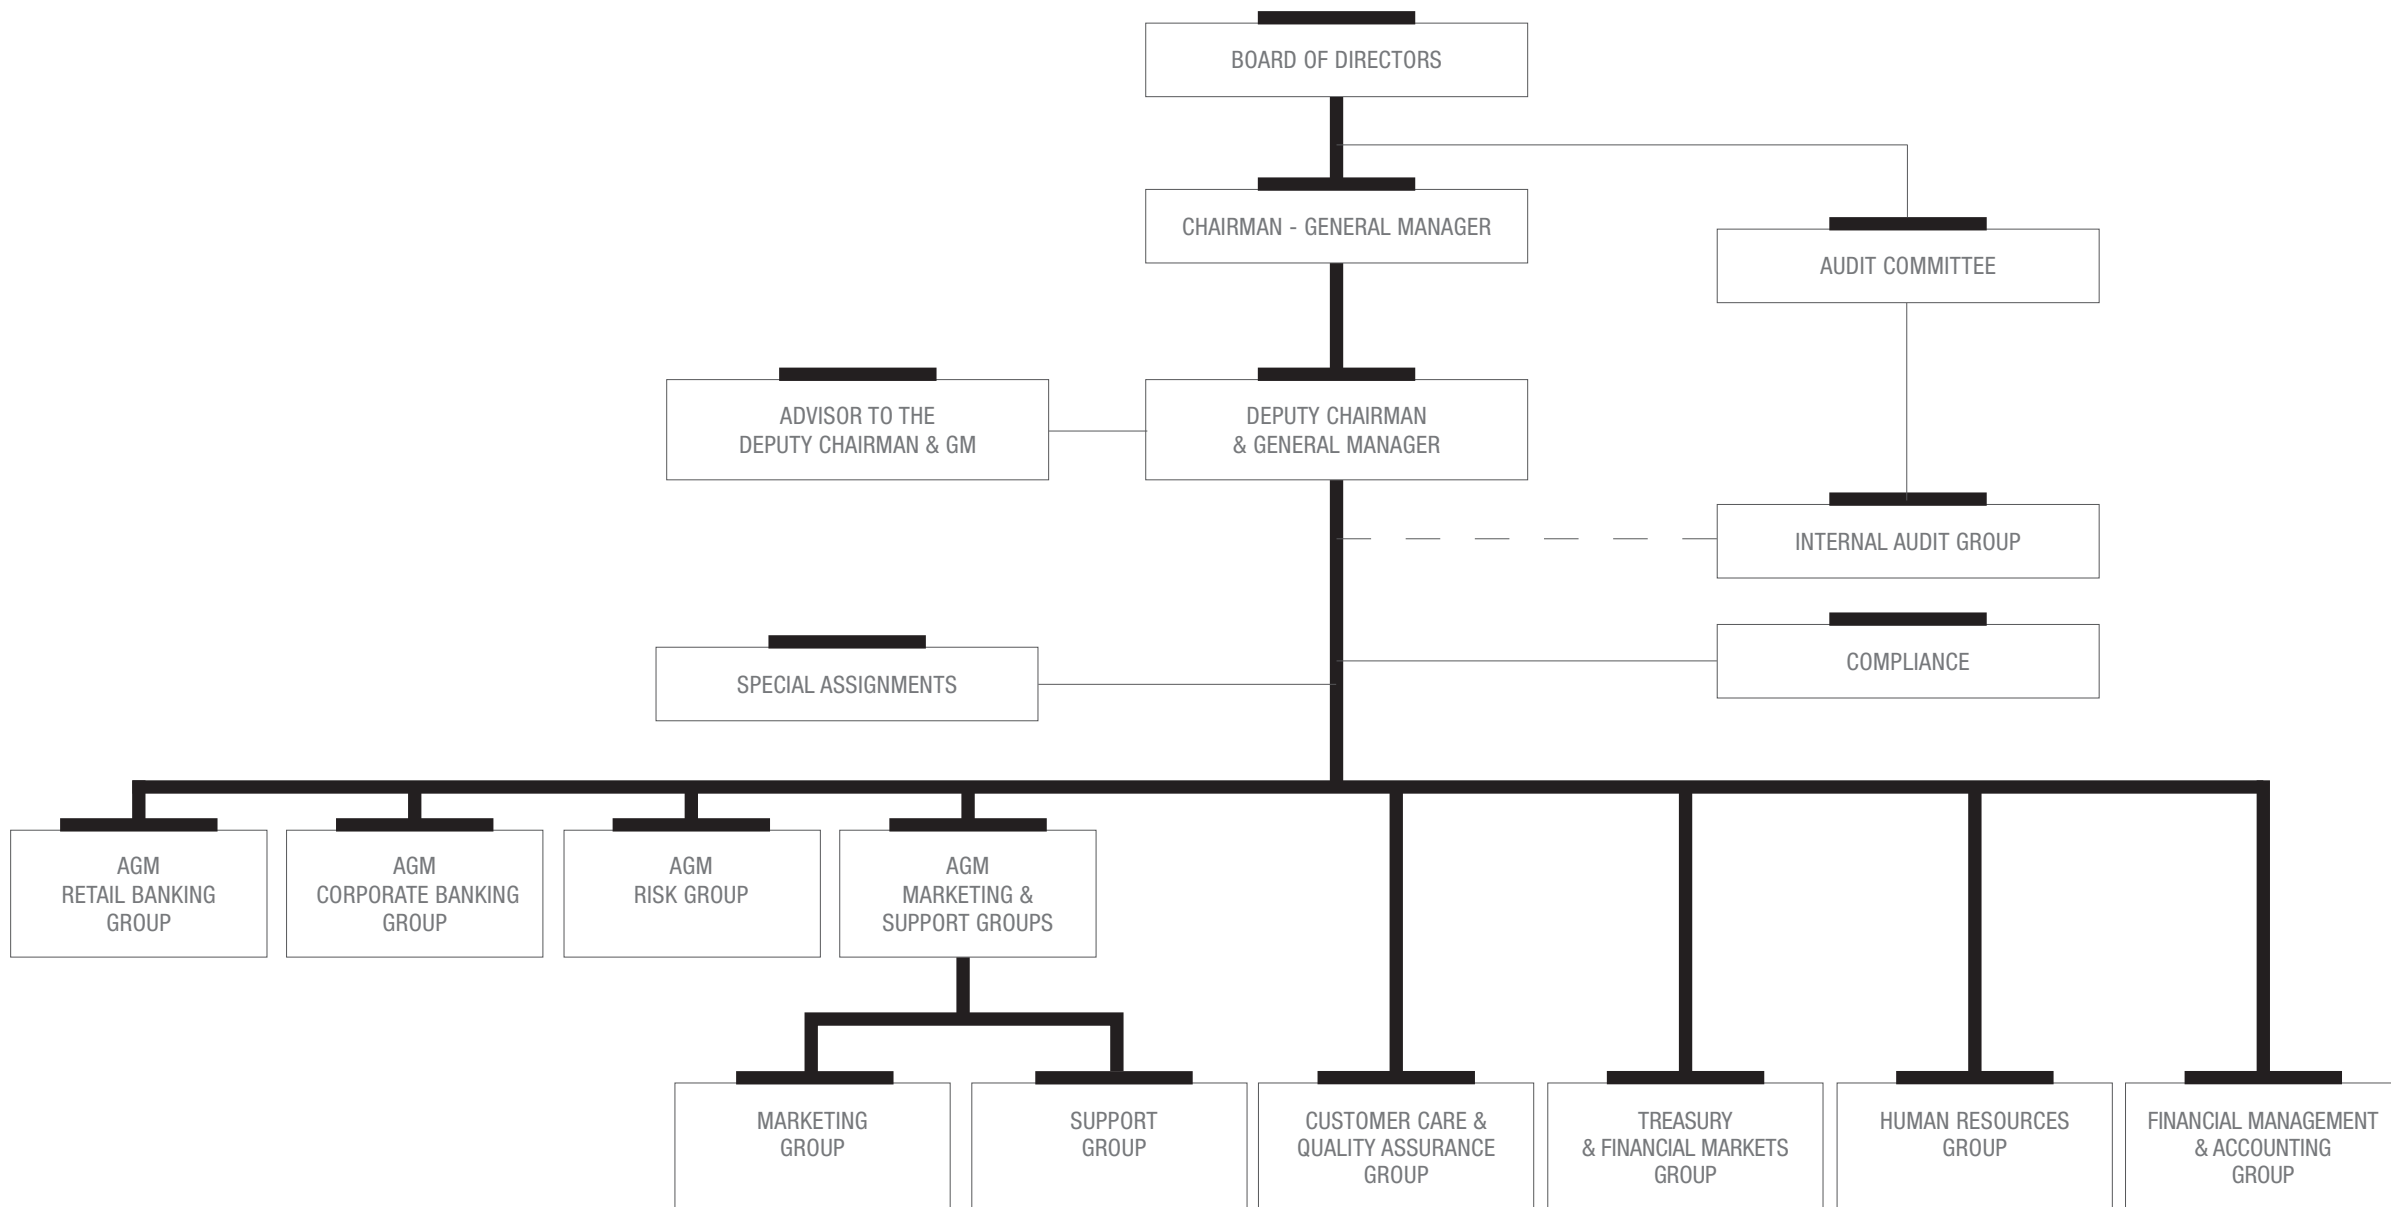 BOARD OF DIRECTORS
CHAIRMAN - GENERAL MANAGER
AUDIT COMMITTEE
ADVISOR TO THE
DEPUTY CHAIRMAN & GM
DEPUTY CHAIRMAN
& GENERAL MANAGER
INTERNAL AUDIT GROUP
COMPLIANCE
SPECIAL ASSIGNMENTS
AGM
RETAIL BANKING
GROUP
AGM
CORPORATE BANKING
GROUP
AGM
RISK GROUP
AGM
MARKETING &
SUPPORT GROUPS
MARKETING
GROUP
SUPPORT
GROUP
CUSTOMER CARE &
QUALITY ASSURANCE
GROUP
TREASURY
& FINANCIAL MARKETS
GROUP
HUMAN RESOURCES
GROUP
FINANCIAL MANAGEMENT
& ACCOUNTING
GROUP